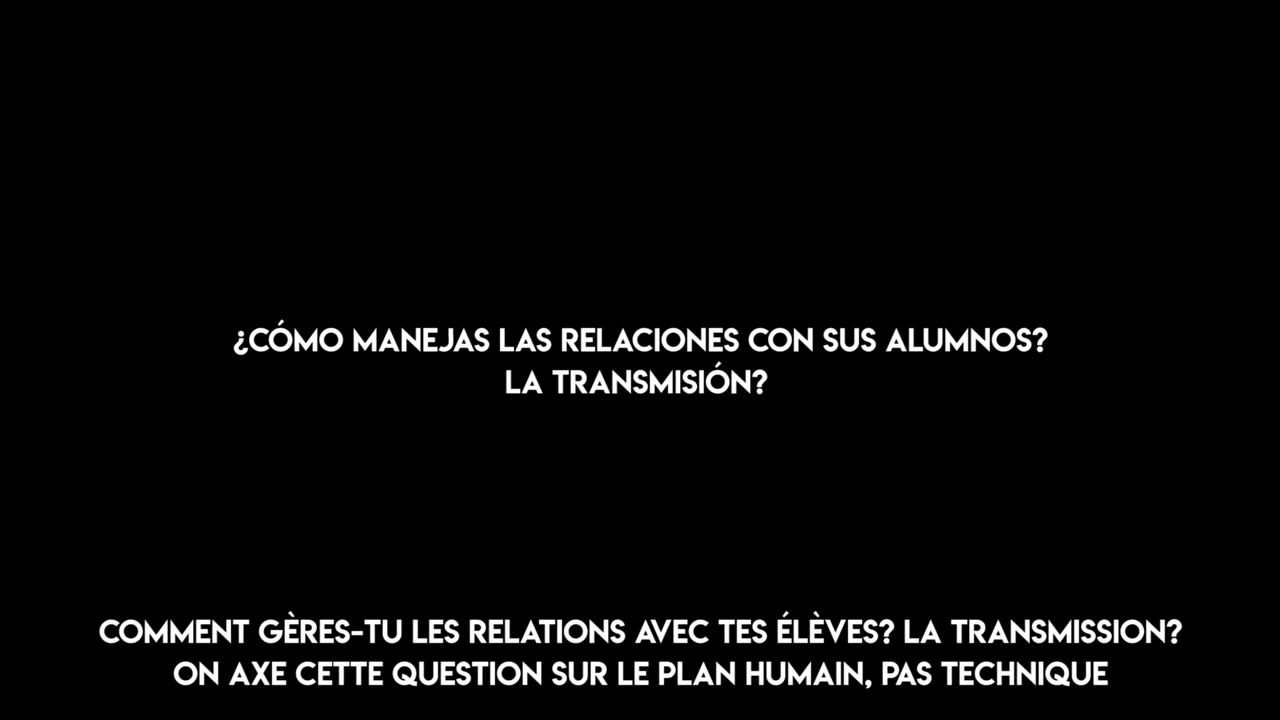 ¿CÓMO MANEJAS LAS RELACIONES CON SUS ALUMNOS?
LA TRANSMISIÓN?
COMMENT GÈRES-TU LES RELATIONS AVEC TES ÉLÈVES? LA TRANSMISSION?
ON AXE CETTE QUESTION SUR LE PLAN HUMAIN, PAS TECHNIQUE